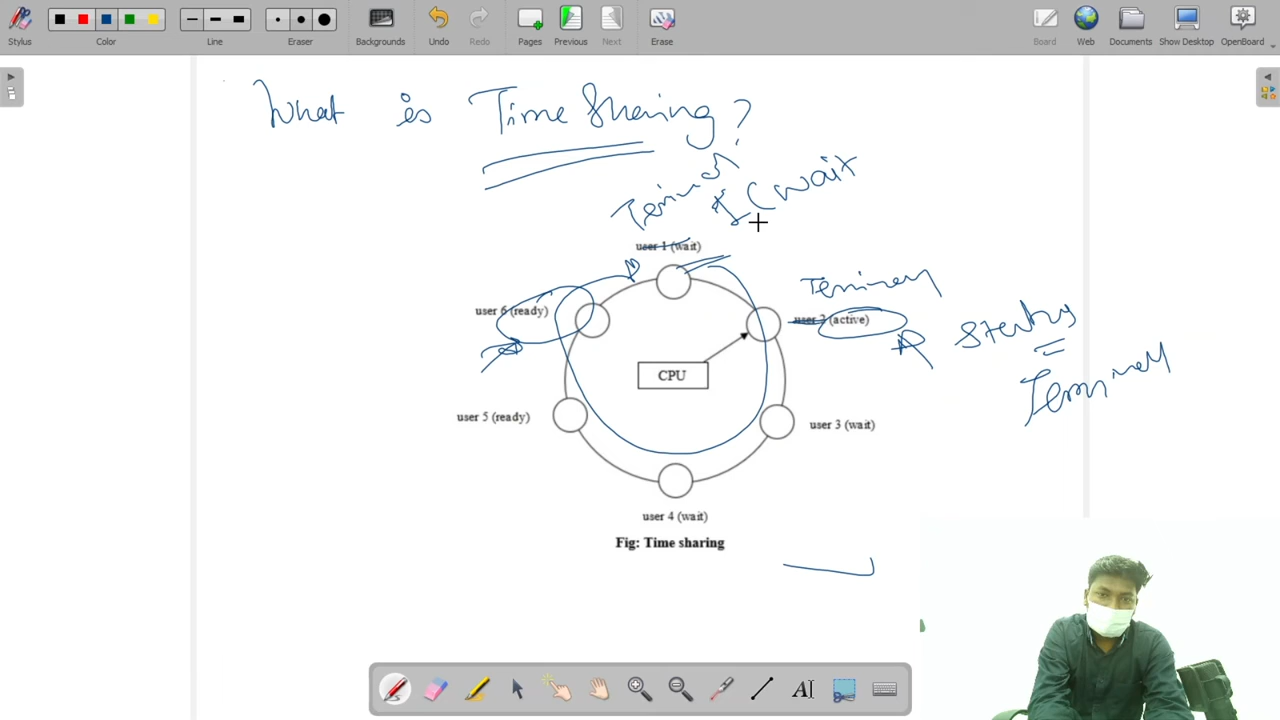 Stylus
Color
Line
Eraser
Backgrounds
Undo
Redo
Pages
Previous
Next
Erase
Board
Web
Documents
Show Desktop
OpenBoard
What is Time Sharing?
(wait
user 1 (wait)
user 6 (ready)
user 2 (active)
CPU
user 5 (ready)
user 3 (wait)
user 4 (wait)
Fig: Time sharing